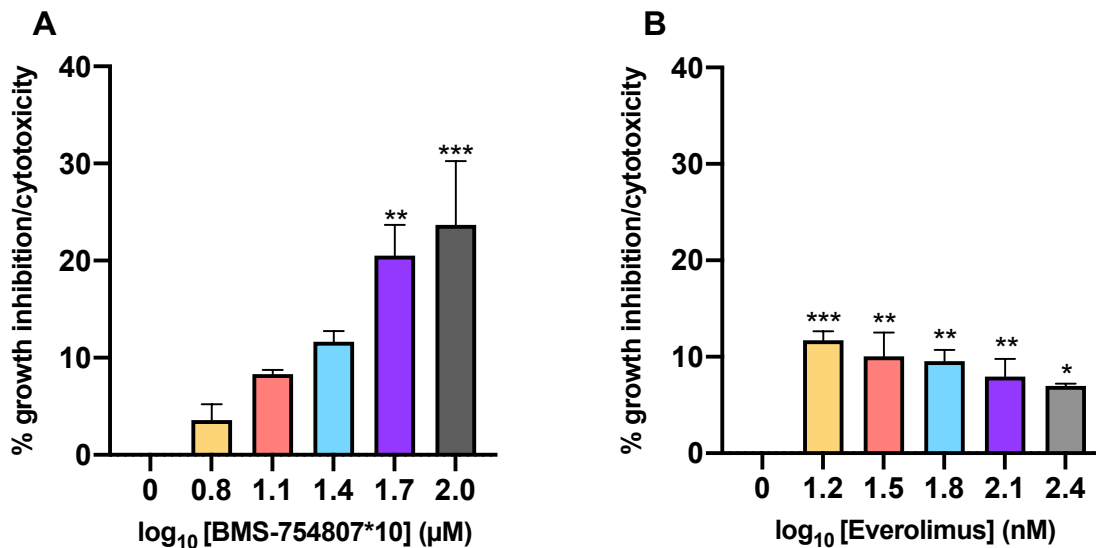 A
% growth inhibition/cytotoxicity
40
30
20
10
0
**
***
0 0.8 1.1 1.4 1.7 2.0
log10 [BMS-754807*10] (µM)
B
% growth inhibition/cytotoxicity
40
30
20
10
0
***
**
**
**
*
0 1.2 1.5 1.8 2.1 2.4
log10 [Everolimus] (nM)